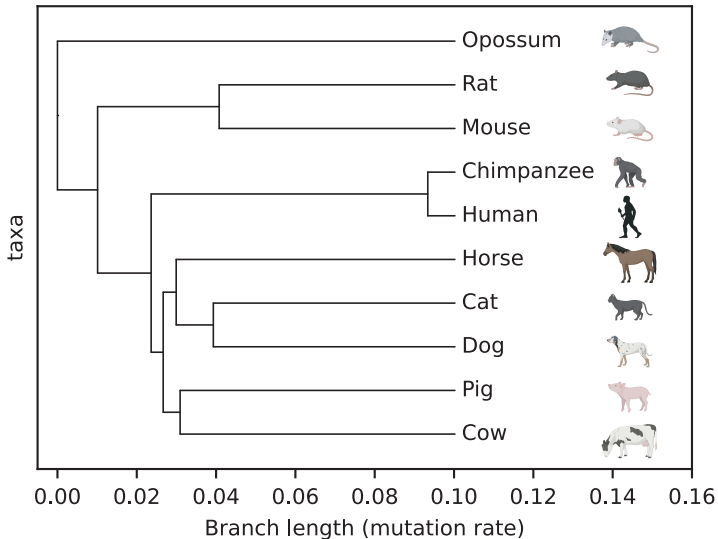 Opossum
Rat
Mouse
Chimpanzee
Human
Horse
Cat
Dog
Pig
Cow
taxa
0.00 0.02 0.04 0.06 0.08 0.10 0.12 0.14 0.16
Branch length (mutation rate)